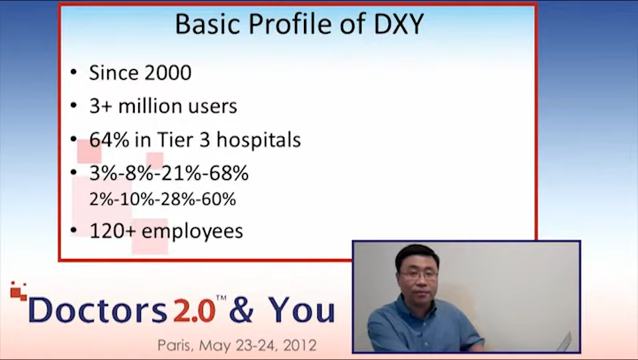 Basic Profile of DXY
• Since 2000
• 3+ million users
• 64% in Tier 3 hospitals
• 3%-8%-21%-68%
2%-10%-28%-60%
• 120+ employees
Doctors 2.0™ & You
Paris, May 23-24, 2012